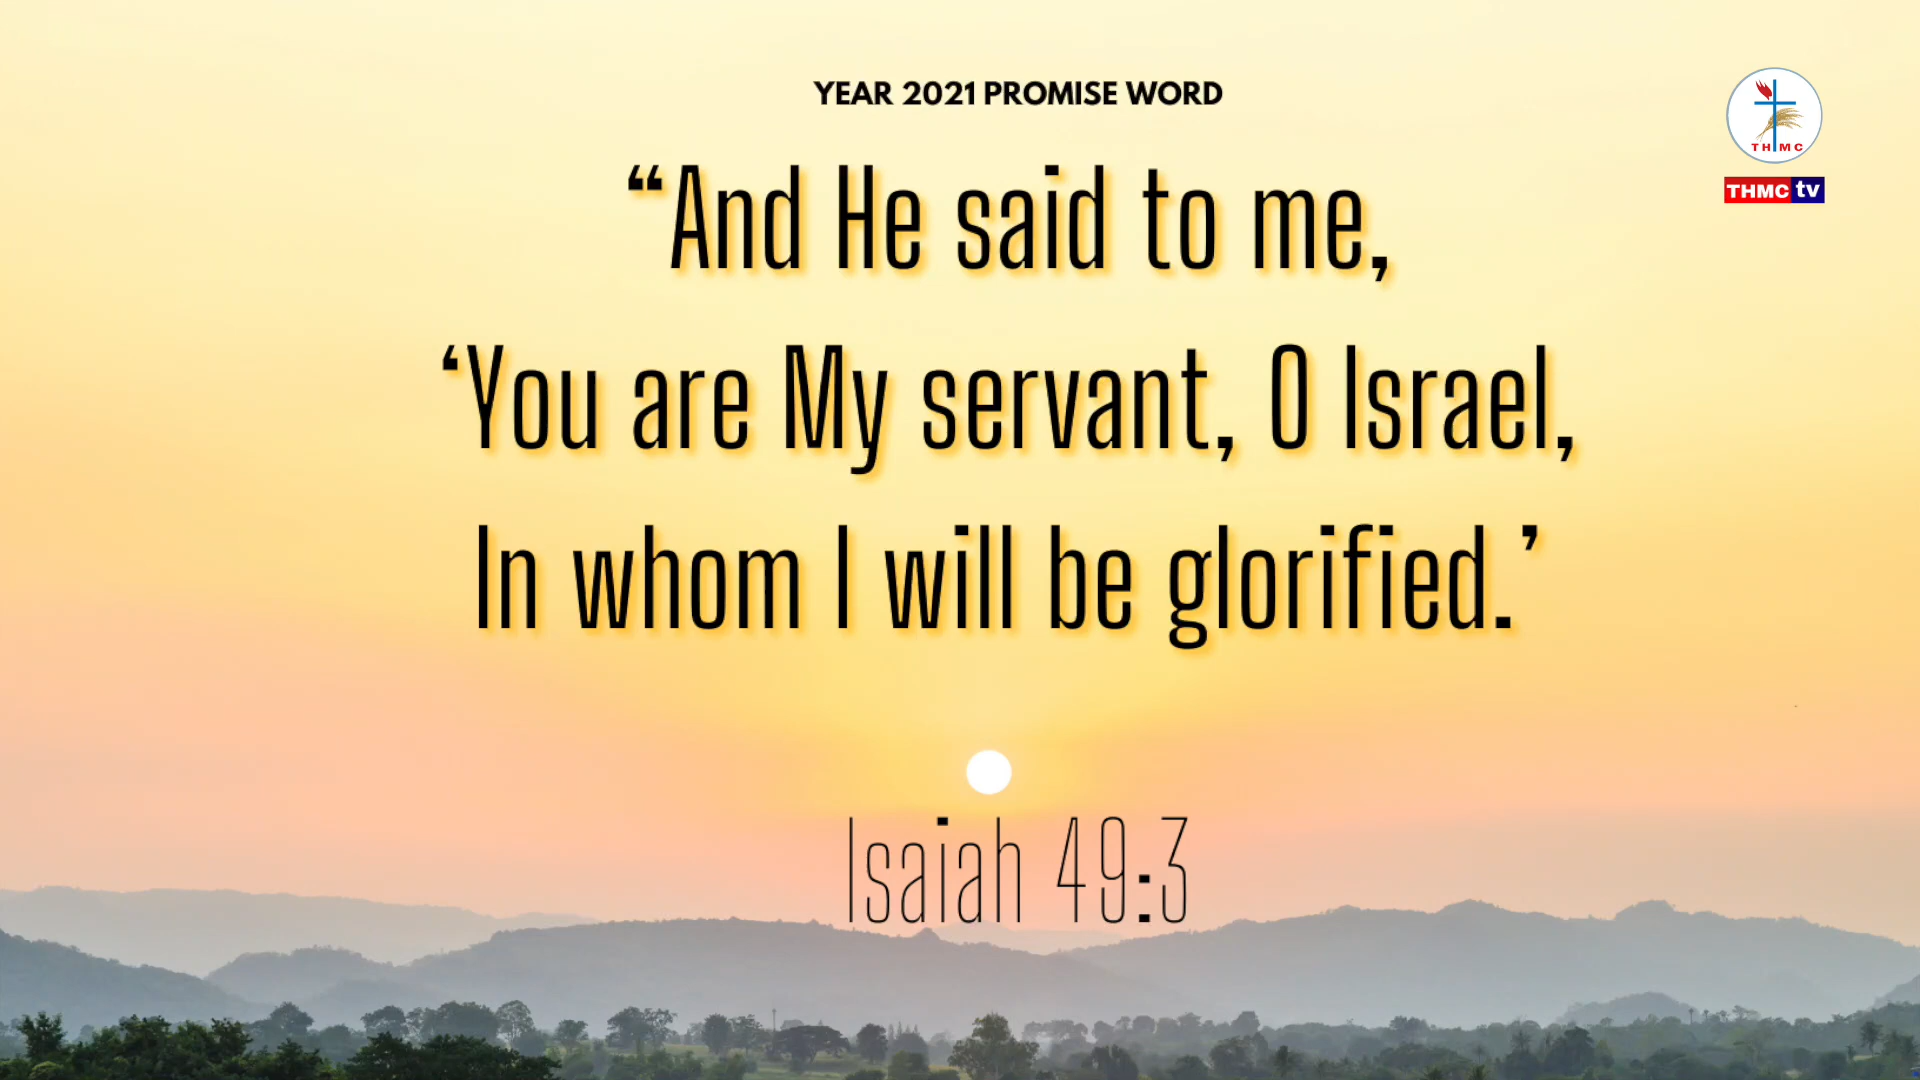 YEAR 2021 PROMISE WORD
THMC
THMC tv
“And He said to me,
‘You are My servant, O Israel,
In whom I will be glorified.’
Isaiah 49:3